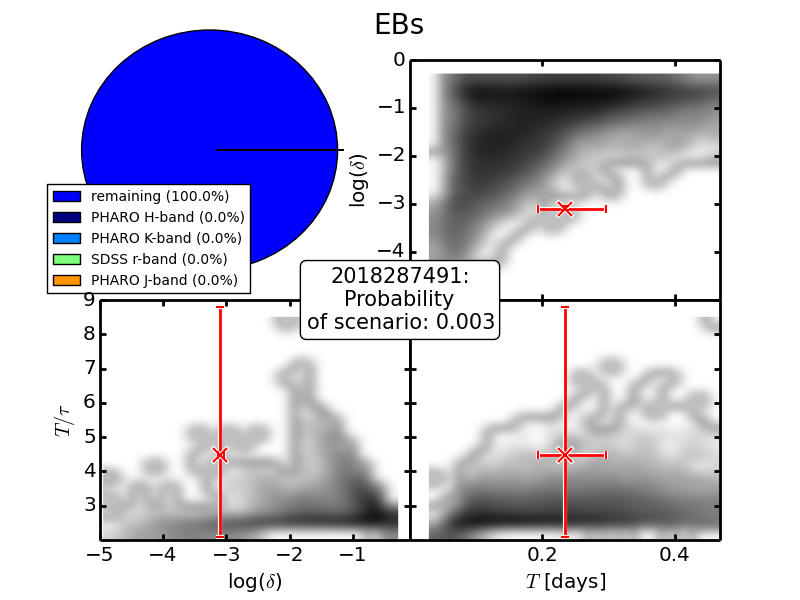 EBs
remaining (100.0%)
PHARO H-band (0.0%)
PHARO K-band (0.0%)
SDSS r-band (0.0%)
PHARO J-band (0.0%)
0
−1
−2
−3
−4
log(δ)
2018287491:
Probability
of scenario: 0.003
9
8
7
6
5
4
3
T/τ
−5
−4
−3
−2
−1
log(δ)
0.2
0.4
T [days]